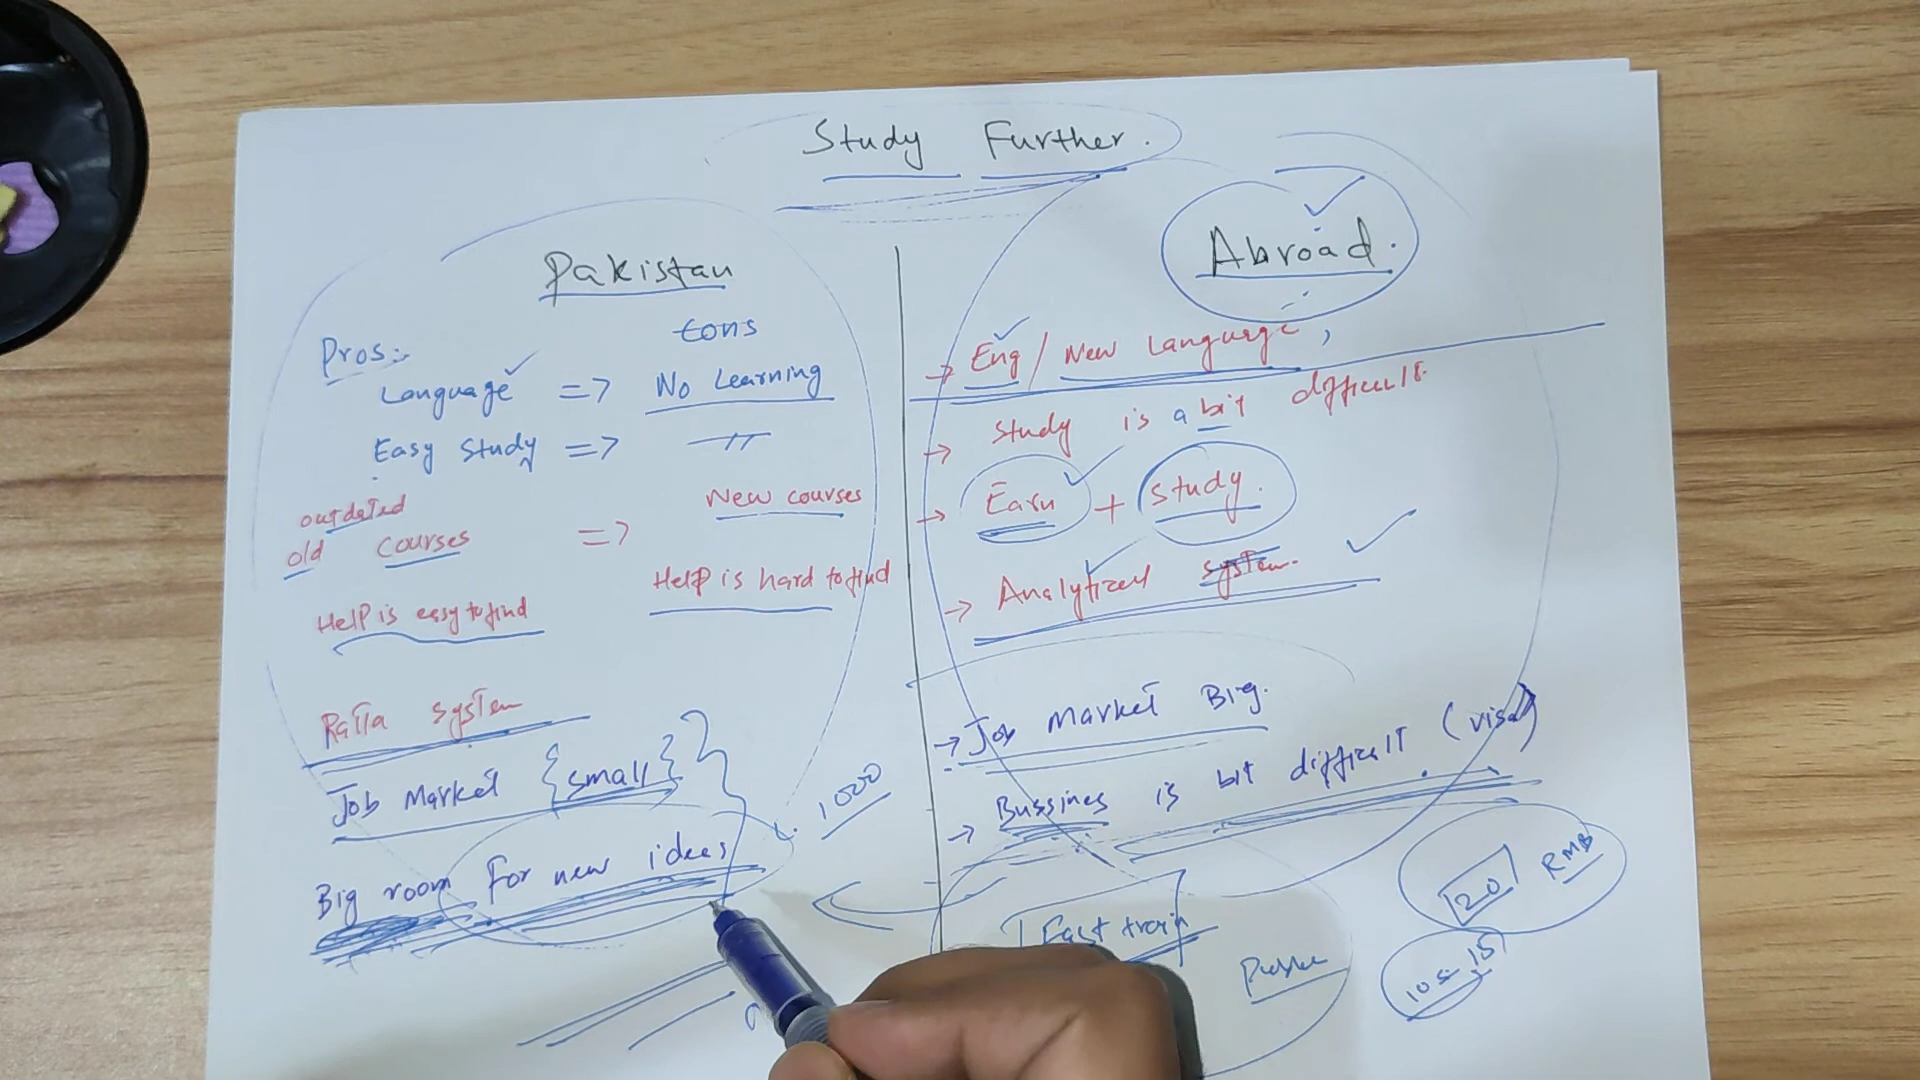 Study Further.
Pakistan
Pros:-
cons
Language => No Learning
Easy Study =>
outdated
old courses => New courses
Help is easy to find
Help is hard to find
Ratta system
Job Market {small}
1000
Big room for new idees
Abroad.
→ Eng / New Language,
→ Study is a bit difficult.
→ Earn + Study.
→ Analytical system.
→ Job Market Big.
→ Bussines is bit difficult (visa)
Fast train
20 RMB
10